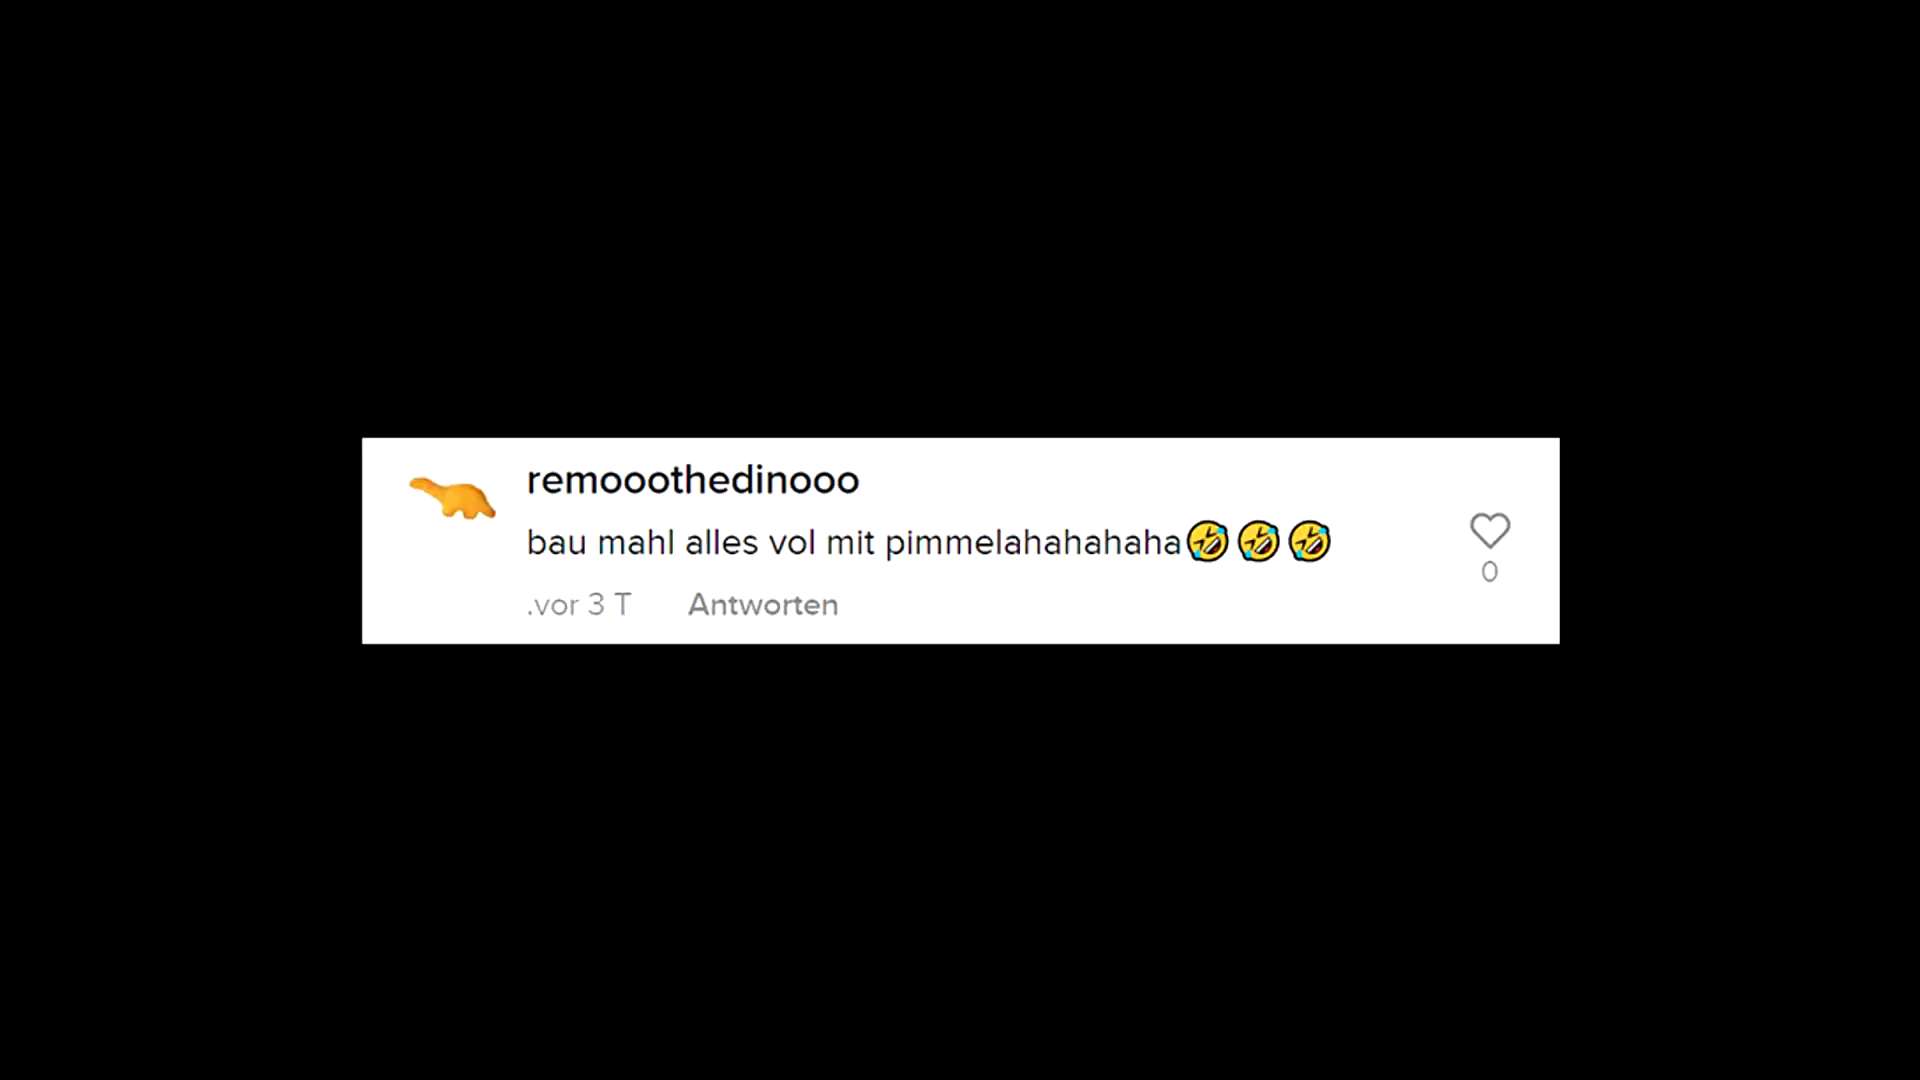 remooothedinooo
bau mahl alles vol mit pimmelahahahaha🤣🤣🤣
.vor 3 T Antworten
0